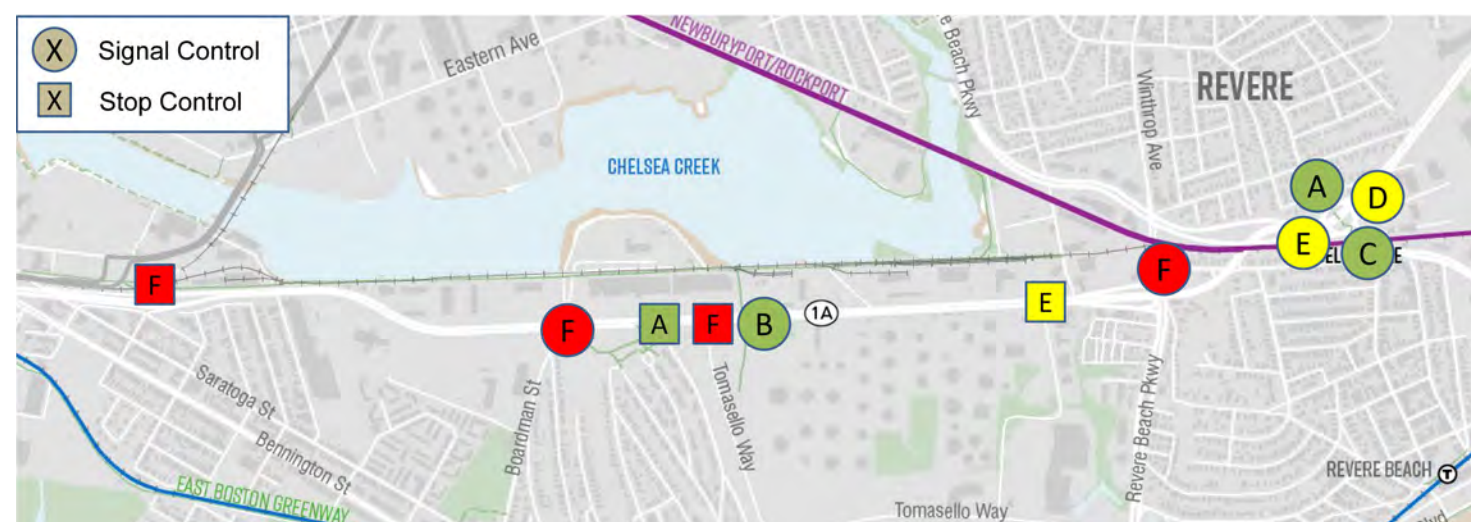 X Signal Control
X Stop Control
Eastern Ave
NEWBURYPORT/ROCKPORT
Beach Pkwy
Winthrop Ave
REVERE
CHELSEA CREEK
A
D
E
C
F
F
E
F
A
F
B
1A
Saratoga St
Bennington St
Boardman St
Tomasello Way
Revere Beach Pkwy
EAST BOSTON GREENWAY
REVERE BEACH T
Tomasello Way